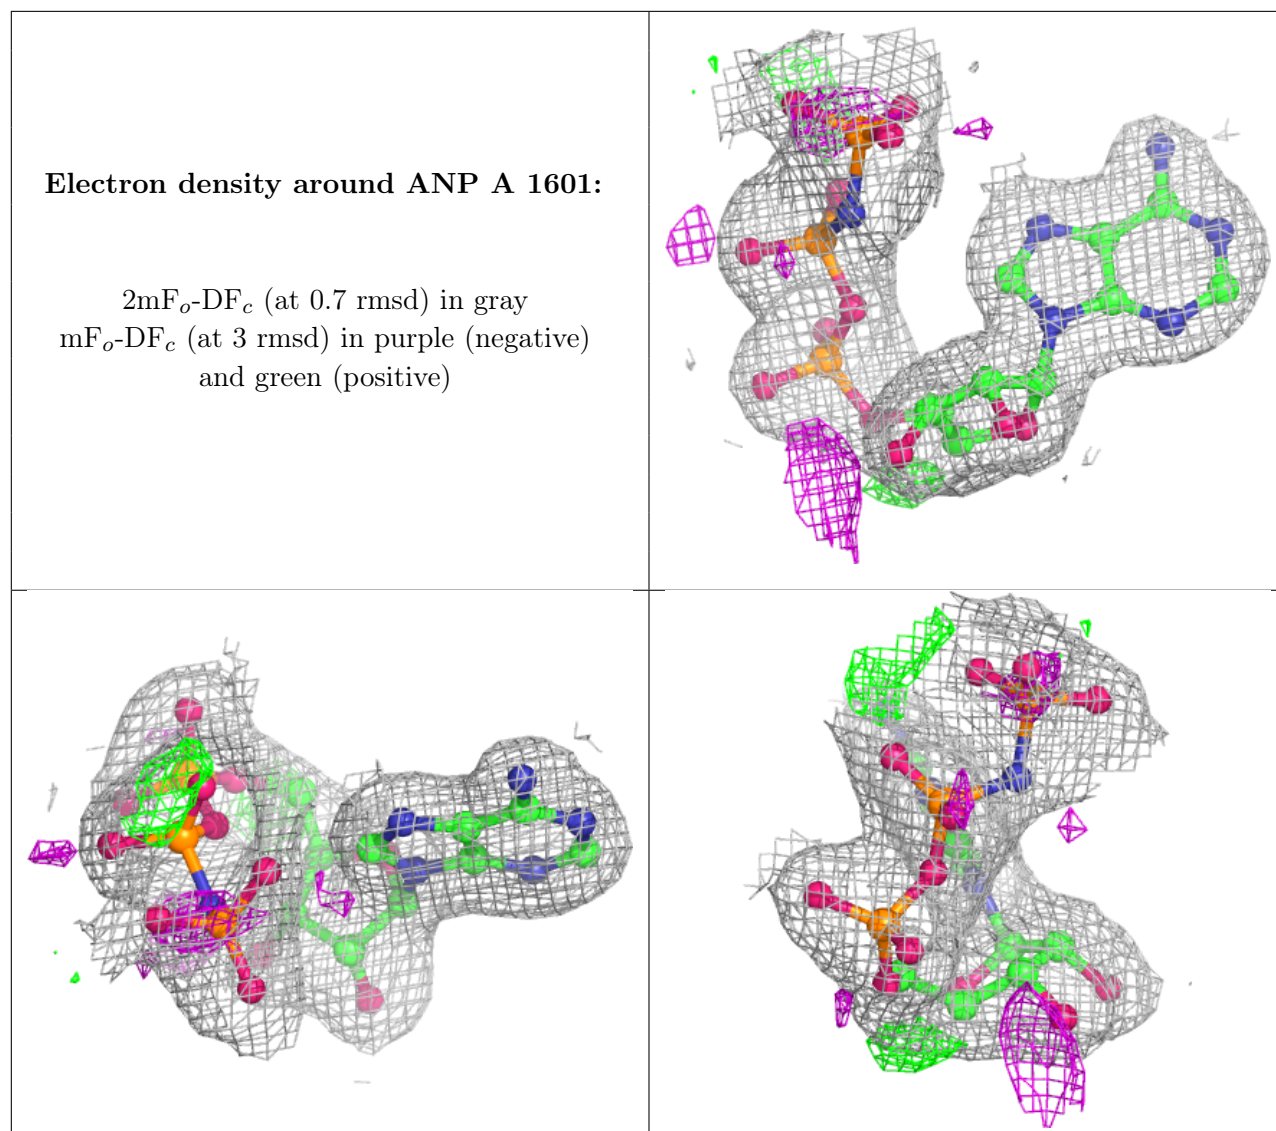 Electron density around ANP A 1601:
2mFo-DFc (at 0.7 rmsd) in gray
mFo-DFc (at 3 rmsd) in purple (negative)
and green (positive)